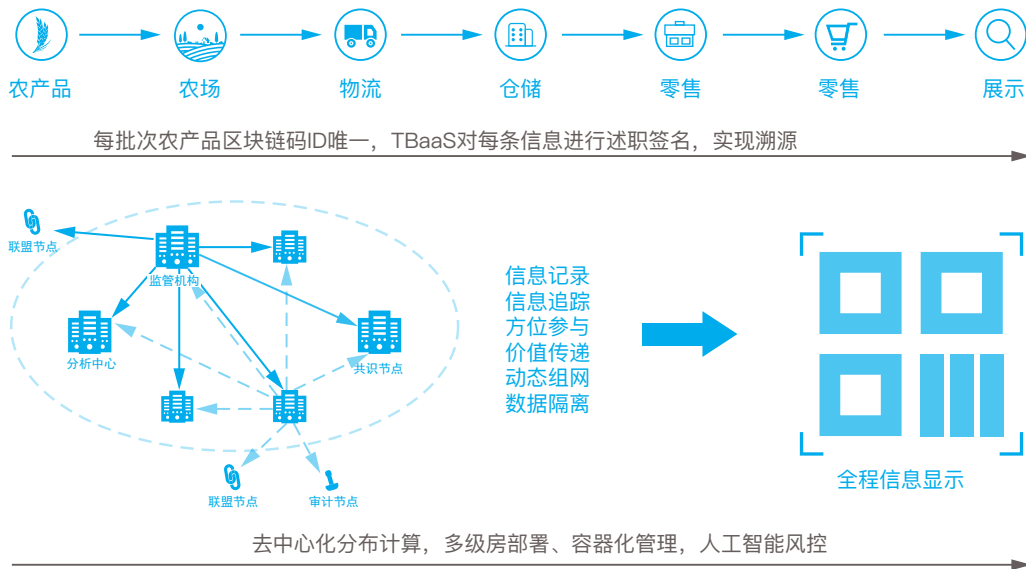 农产品 农场 物流 仓储 零售 零售 展示
每批次农产品区块链码ID唯一，TBaaS对每条信息进行述职签名，实现溯源
联盟节点
监管机构
分析中心
共识节点
联盟节点 审计节点
信息记录
信息追踪
方位参与
价值传递
动态组网
数据隔离
全程信息显示
去中心化分布计算，多级房部署、容器化管理，人工智能风控